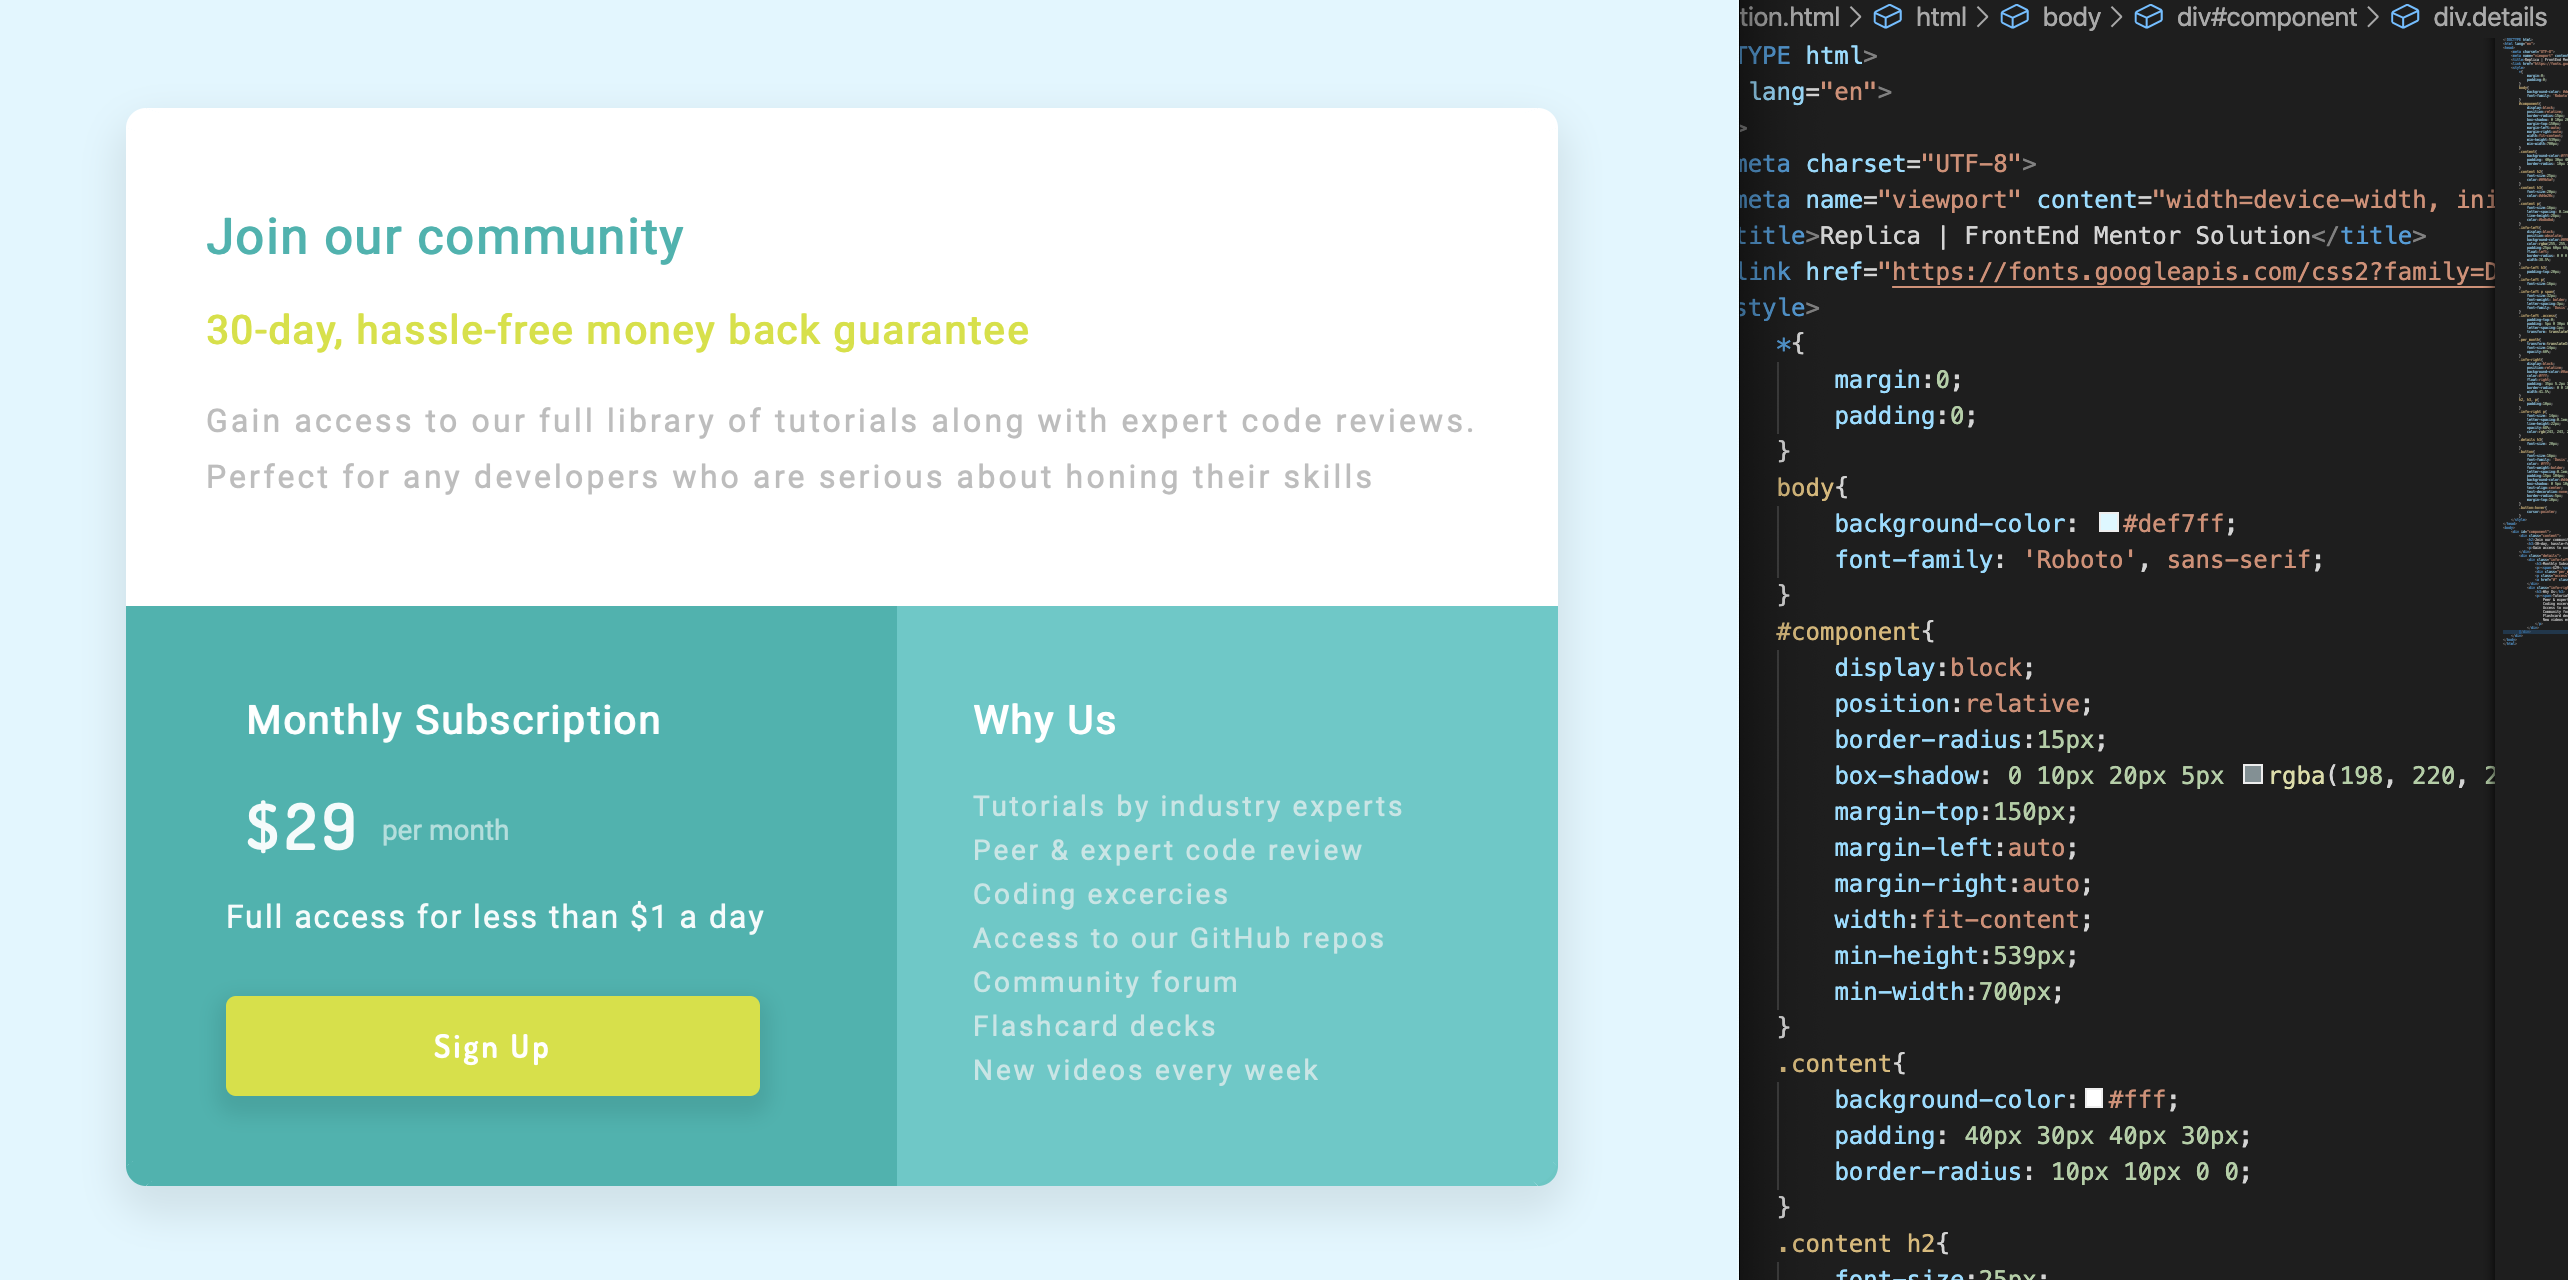 Join our community
30-day, hassle-free money back guarantee
Gain access to our full library of tutorials along with expert code reviews.
Perfect for any developers who are serious about honing their skills
Monthly Subscription
$29 per month
Full access for less than $1 a day
Sign Up
Why Us
Tutorials by industry experts
Peer & expert code review
Coding excercies
Access to our GitHub repos
Community forum
Flashcard decks
New videos every week
tion.html > html > body > div#component > div.details
TYPE html>
lang="en">
>
meta charset="UTF-8">
meta name="viewport" content="width=device-width, ini
title>Replica | FrontEnd Mentor Solution</title>
link href="https://fonts.googleapis.com/css2?family=D
style>
*{
margin:0;
padding:0;
}
body{
background-color: #def7ff;
font-family: 'Roboto', sans-serif;
}
#component{
display:block;
position:relative;
border-radius:15px;
box-shadow: 0 10px 20px 5px rgba(198, 220, 2
margin-top:150px;
margin-left:auto;
margin-right:auto;
width:fit-content;
min-height:539px;
min-width:700px;
}
.content{
background-color:#fff;
padding: 40px 30px 40px 30px;
border-radius: 10px 10px 0 0;
}
.content h2{
font-size:25px;